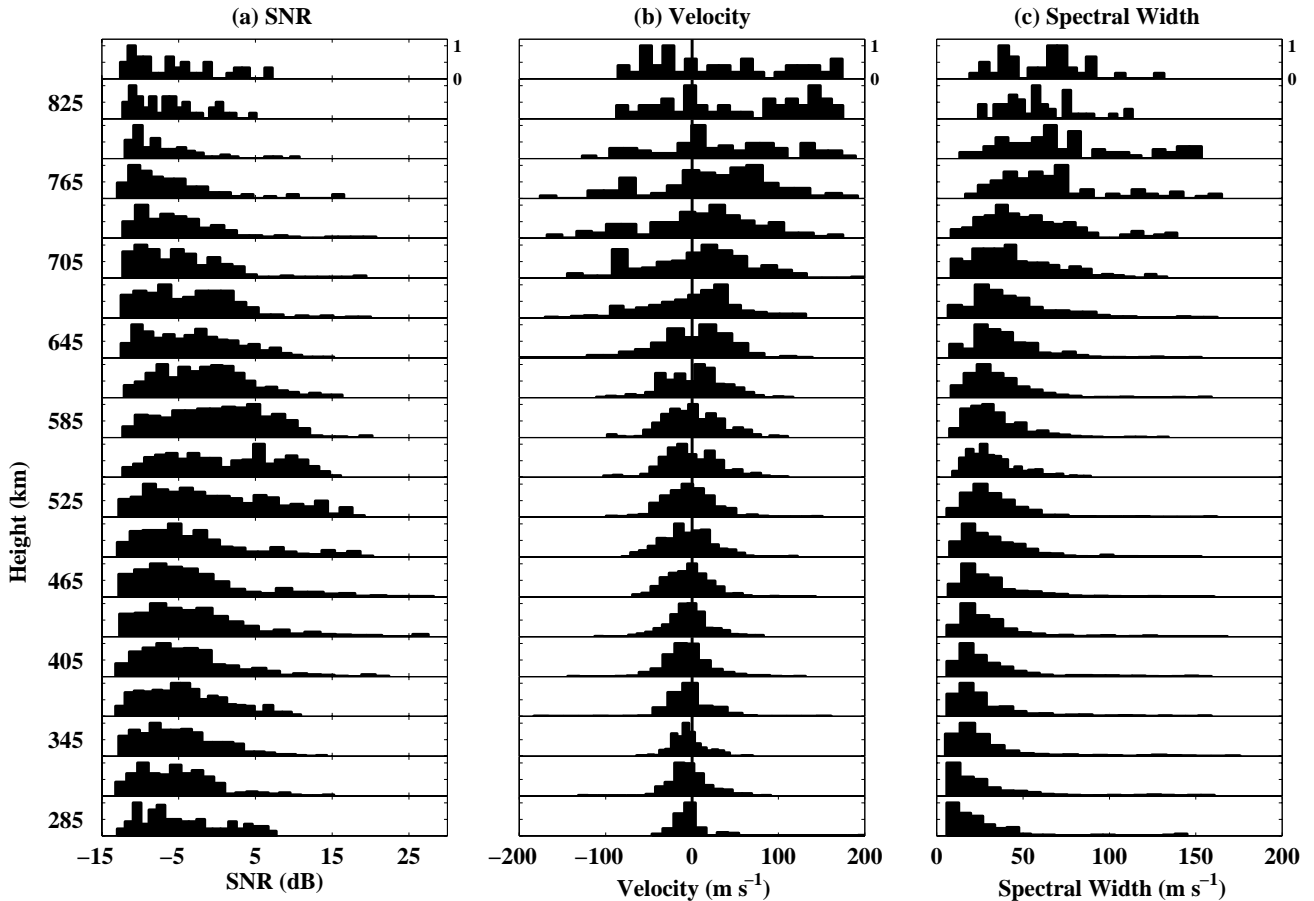 (a) SNR
(b) Velocity
(c) Spectral Width
1
0
1
0
1
0
825
765
705
645
585
525
465
405
345
285
Height (km)
−15 −5 5 15 25
−200 −100 0 100 200
0 50 100 150 200
SNR (dB)
Velocity (m s⁻¹)
Spectral Width (m s⁻¹)